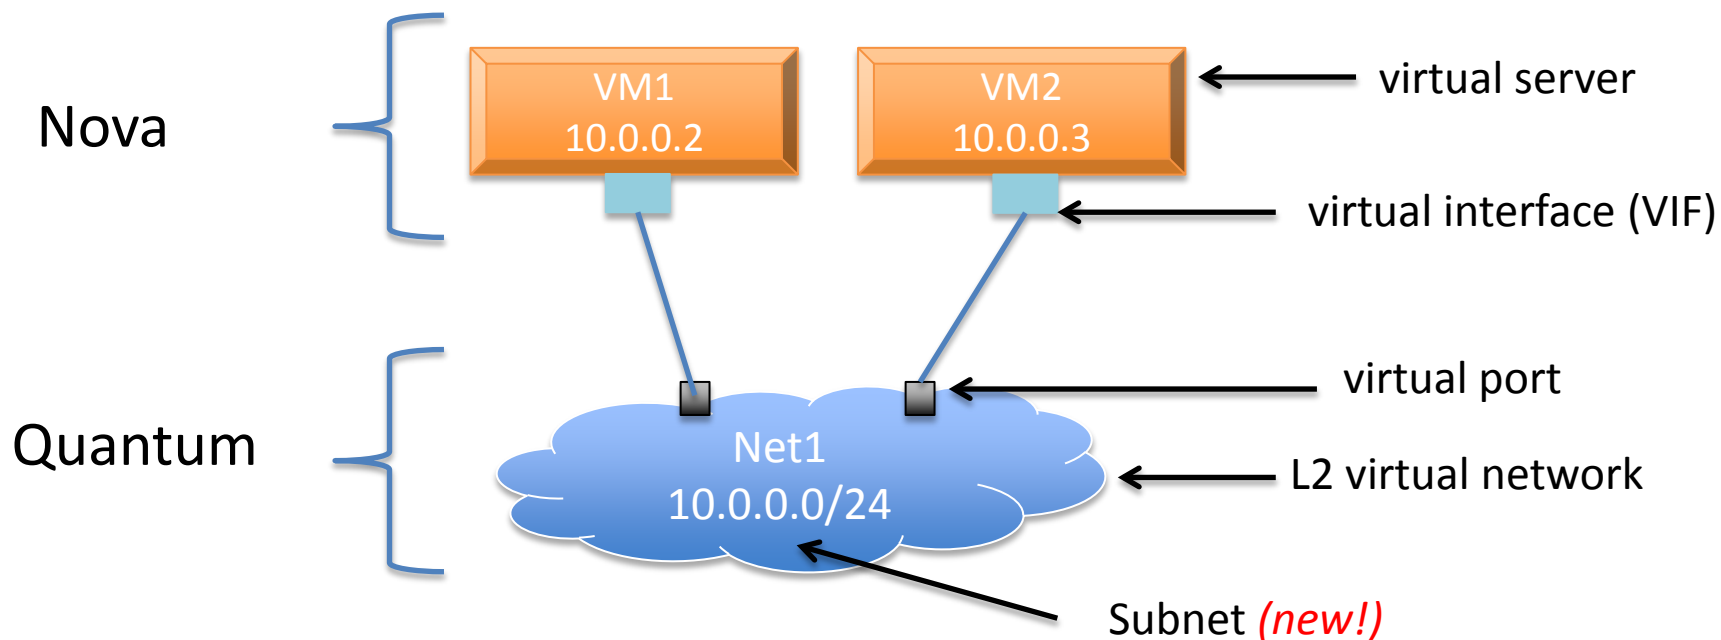 Nova
VM1
10.0.0.2
VM2
10.0.0.3
virtual server
virtual interface (VIF)
Quantum
virtual port
Net1
10.0.0.0/24
L2 virtual network
Subnet (new!)